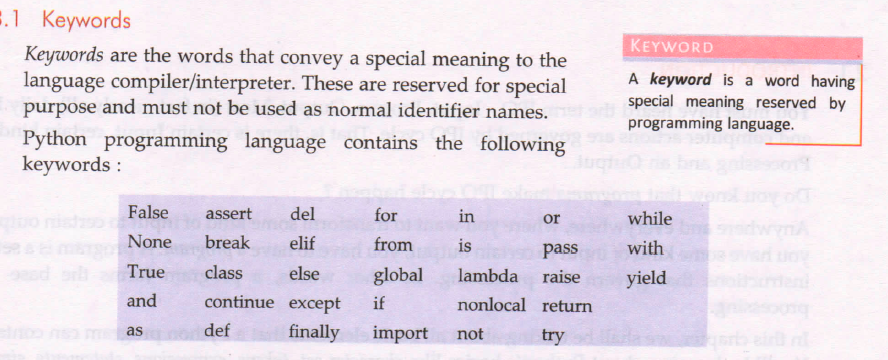 .1 Keywords
Keywords are the words that convey a special meaning to the
language compiler/interpreter. These are reserved for special
purpose and must not be used as normal identifier names.
Python programming language contains the following
keywords :
KEYWORD
A keyword is a word having
special meaning reserved by
programming language.
False assert del for in or while
None break elif from is pass with
True class else global lambda raise yield
and continue except if nonlocal return
as def finally import not try